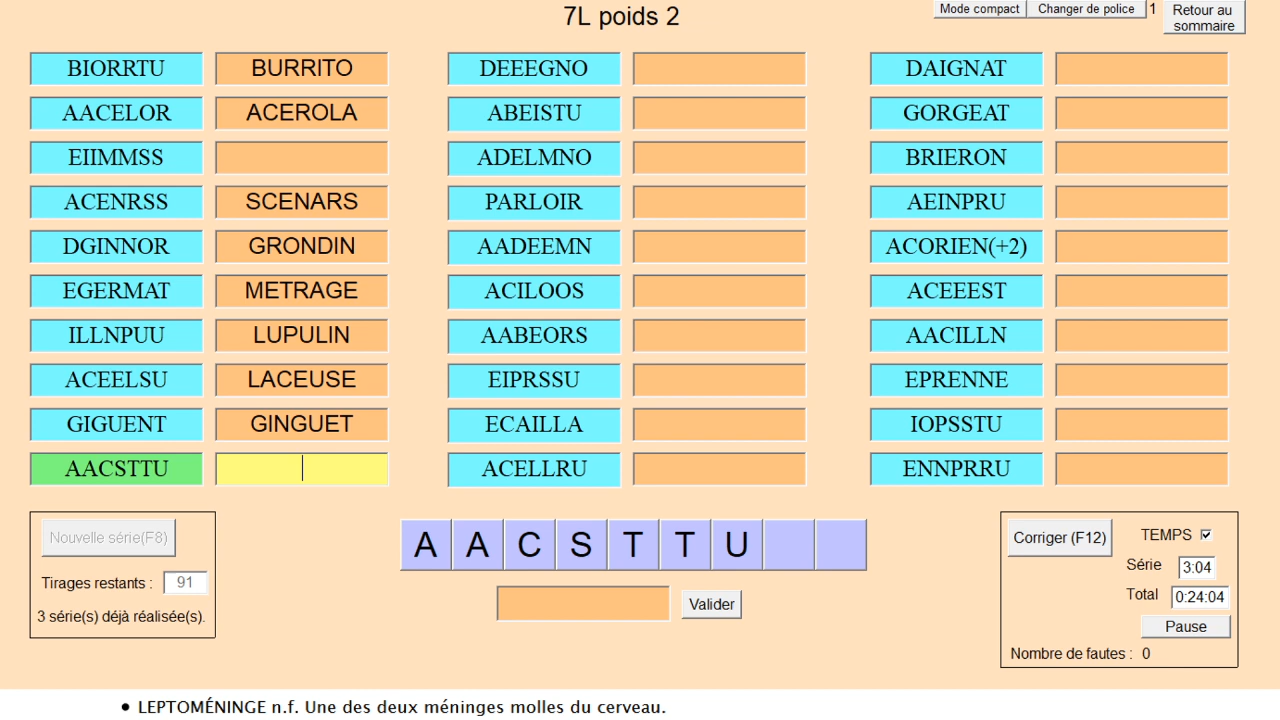 7L poids 2
Mode compact Changer de police 1 Retour au sommaire
BIORRTU BURRITO DEEEGNO DAIGNAT
AACELOR ACEROLA ABEISTU GORGEAT
EIIMMSS ADELMNO BRIERON
ACENRSS SCENARS PARLOIR AEINPRU
DGINNOR GRONDIN AADEEMN ACORIEN(+2)
EGERMAT METRAGE ACILOOS ACEEEST
ILLNPUU LUPULIN AABEORS AACILLN
ACEELSU LACEUSE EIPRSSU EPRENNE
GIGUENT GINGUET ECAILLA IOPSSTU
AACSTTU ACELLRU ENNPRRU
Nouvelle série(F8)
Tirages restants : 91
3 série(s) déjà réalisée(s).
A A C S T T U
Valider
Corriger (F12) TEMPS
Série 3:04
Total 0:24:04
Pause
Nombre de fautes : 0
• LEPTOMÉNINGE n.f. Une des deux méninges molles du cerveau.